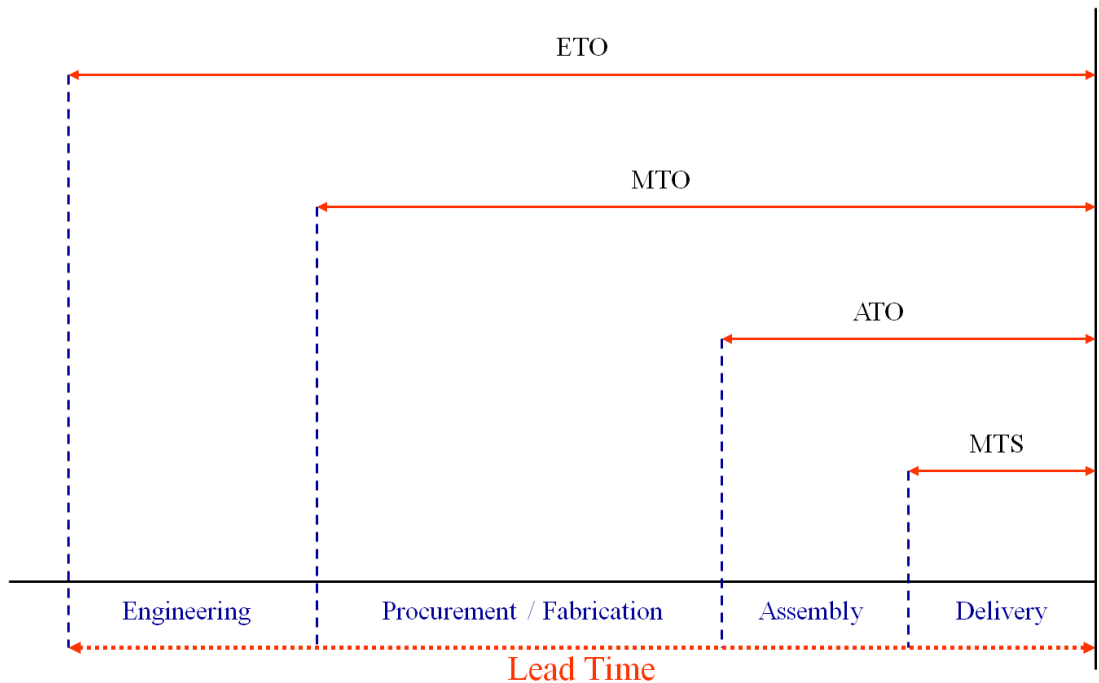 ETO
MTO
ATO
MTS
Engineering
Procurement / Fabrication
Assembly
Delivery
Lead Time